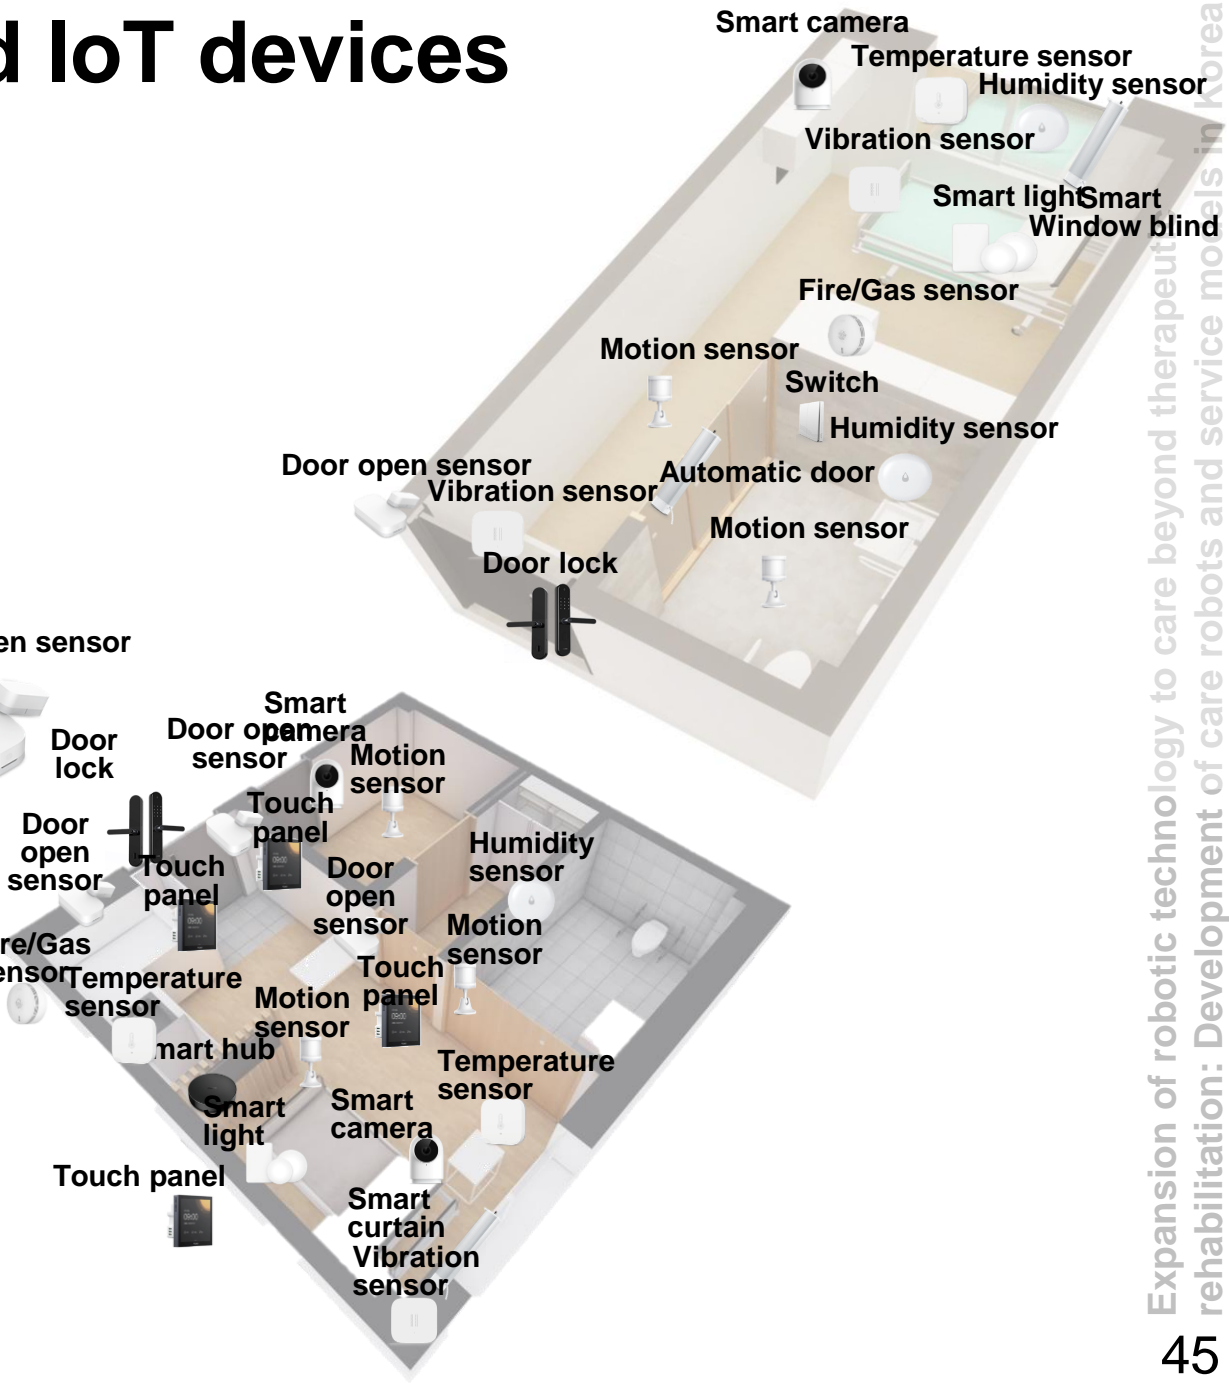 d IoT devices
Smart camera
Temperature sensor
Humidity sensor
Vibration sensor
Smart light
Smart
Window blind
Fire/Gas sensor
Motion sensor
Switch
Humidity sensor
Door open sensor
Vibration sensor
Automatic door
Motion sensor
Door lock
en sensor
Door
lock
Door open
sensor
Smart
camera
Motion
sensor
Touch
panel
Door
open
sensor
Touch
panel
Door
open
sensor
Humidity
sensor
Motion
sensor
re/Gas
ensor
Temperature
sensor
Motion
sensor
Touch
panel
mart hub
Temperature
sensor
Smart
light
Smart
camera
Touch panel
Smart
curtain
Vibration
sensor
Expansion of robotic technology to care beyond therapeut
rehabilitation: Development of care robots and service models in Korea
45